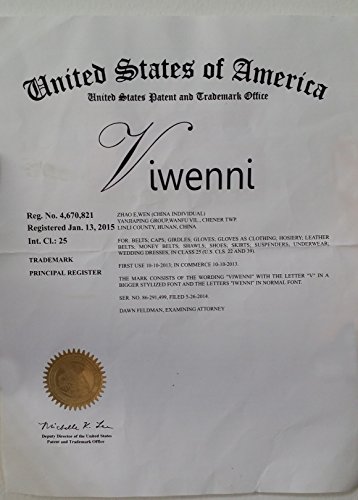 United States of America
United States Patent and Trademark Office
Viwenni
Reg. No. 4,670,821
Registered Jan. 13, 2015
Int. Cl.: 25
TRADEMARK
PRINCIPAL REGISTER
ZHAO E,WEN (CHINA INDIVIDUAL)
YANJIAPING GROUP,WANFU VIL., CHENER TWP.
LINLI COUNTY, HUNAN, CHINA
FOR: BELTS; CAPS; GIRDLES; GLOVES; GLOVES AS CLOTHING; HOSIERY; LEATHER
BELTS; MONEY BELTS; SHAWLS; SHOES; SKIRTS; SUSPENDERS; UNDERWEAR;
WEDDING DRESSES, IN CLASS 25 (U.S. CLS. 22 AND 39).
FIRST USE 10-10-2013; IN COMMERCE 10-10-2013.
THE MARK CONSISTS OF THE WORDING "VIWENNI" WITH THE LETTER "V" IN A
BIGGER STYLIZED FONT AND THE LETTERS "IWENNI" IN NORMAL FONT.
SER. NO. 86-291,499, FILED 5-26-2014.
DAWN FELDMAN, EXAMINING ATTORNEY
Michelle K. Lee
Deputy Director of the United States
Patent and Trademark Office